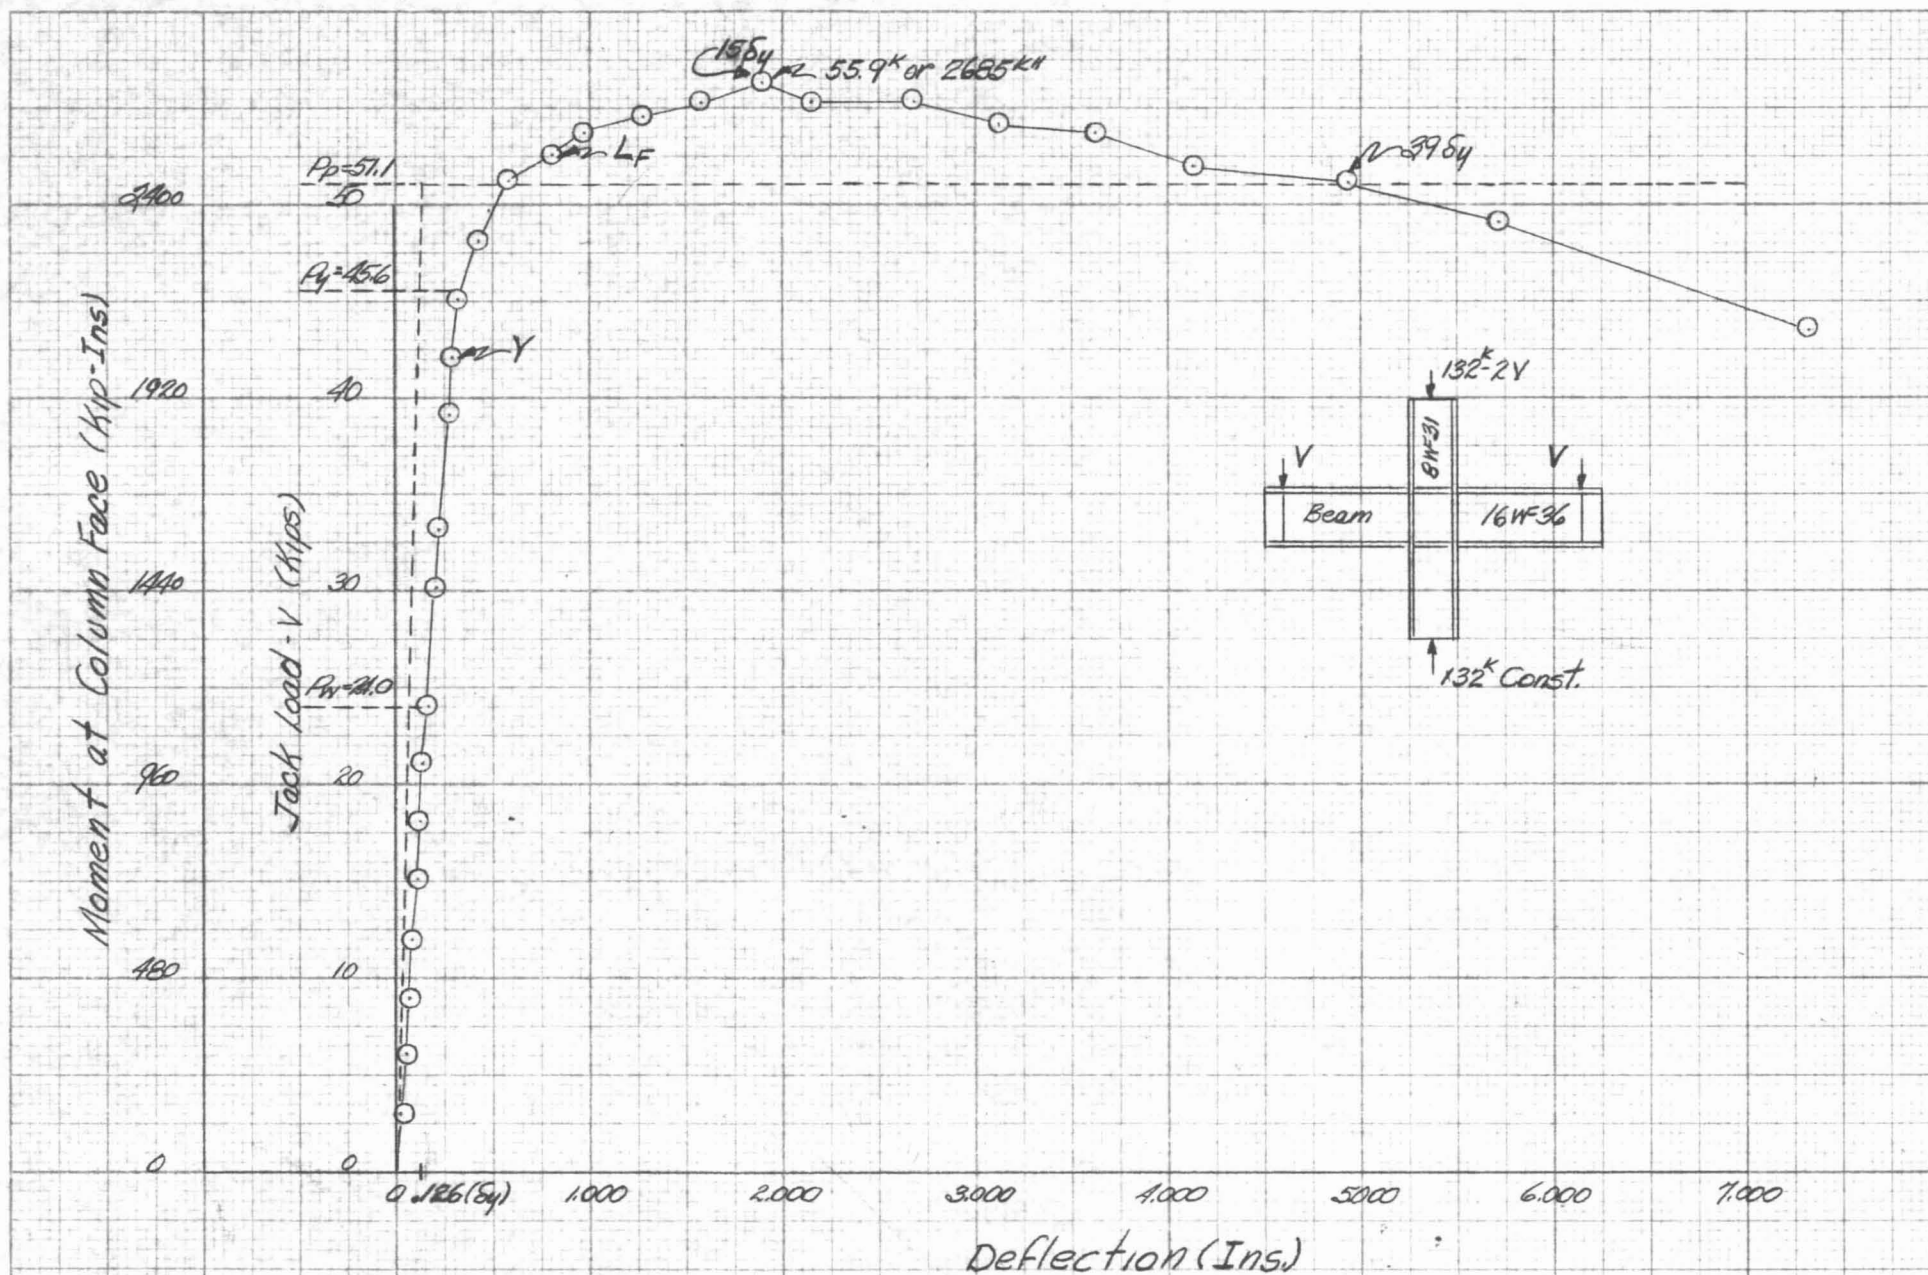 15δy
55.9ᴷ or 2685ᴷ"
LF
39δy
Pp=51.1
2400
50
Py=45.6
Y
1920
40
132ᴷ-2V
8WF31
V
V
Beam
16WF36
132ᴷ Const.
Moment at Column Face (Kip-Ins)
Jack Load-V (Kips)
1440
30
960
20
480
10
0
0
0
.126(δy)
1.000
2.000
3.000
4.000
5.000
6.000
7.000
Deflection (Ins.)